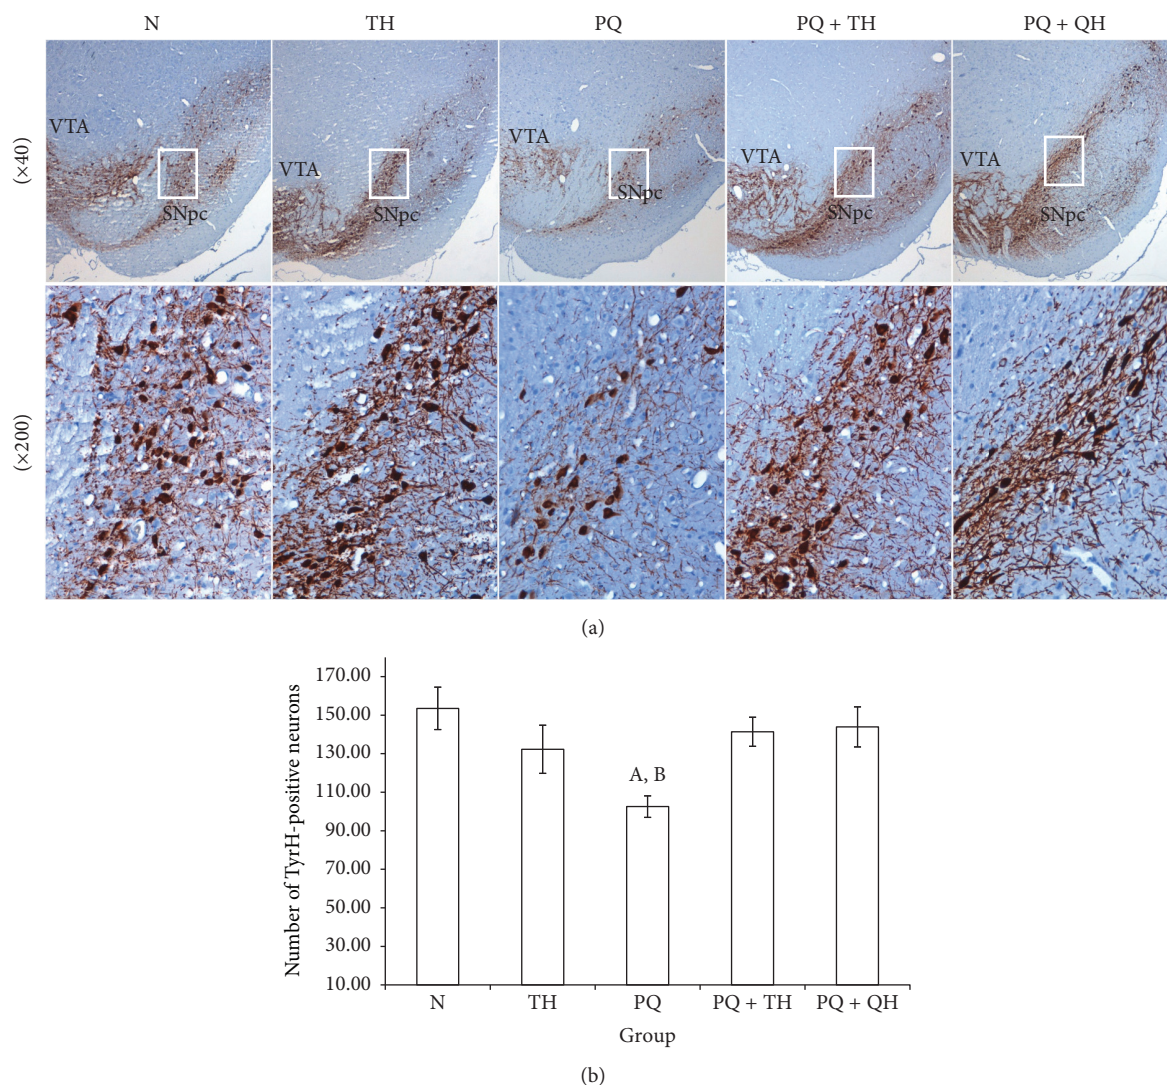 N TH PQ PQ + TH PQ + QH
(×40)
VTA SNpc
VTA SNpc
VTA SNpc
VTA SNpc
VTA SNpc
(×200)
(a)
Number of TyrH-positive neurons
170.00
150.00
130.00
110.00
90.00
70.00
50.00
30.00
10.00
A, B
N TH PQ PQ + TH PQ + QH
Group
(b)